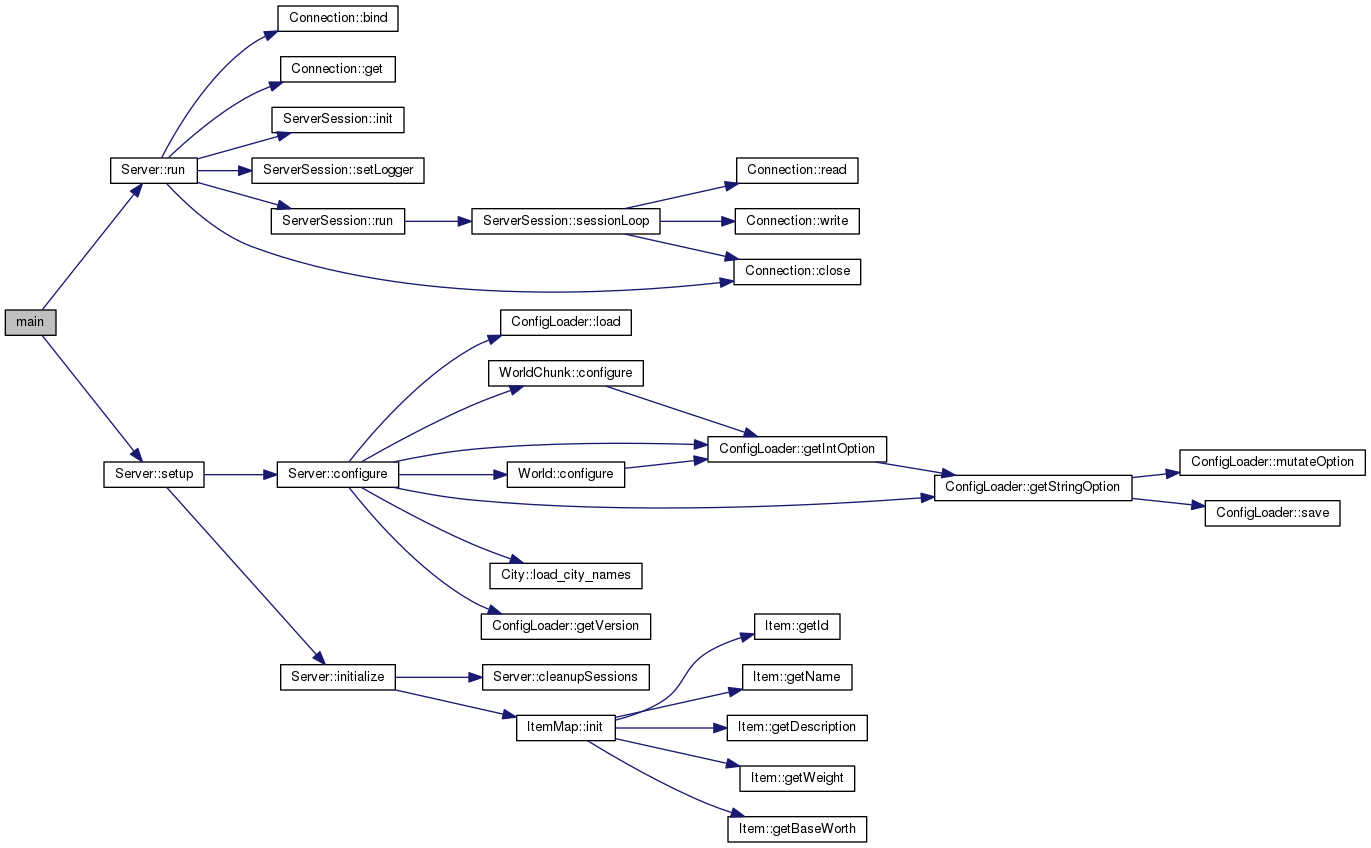 Connection::bind
Connection::get
ServerSession::init
Server::run
ServerSession::setLogger
Connection::read
ServerSession::run
ServerSession::sessionLoop
Connection::write
Connection::close
main
ConfigLoader::load
WorldChunk::configure
ConfigLoader::getIntOption
ConfigLoader::mutateOption
Server::setup
Server::configure
World::configure
ConfigLoader::getStringOption
ConfigLoader::save
City::load_city_names
ConfigLoader::getVersion
Item::getId
Server::initialize
Server::cleanupSessions
Item::getName
ItemMap::init
Item::getDescription
Item::getWeight
Item::getBaseWorth